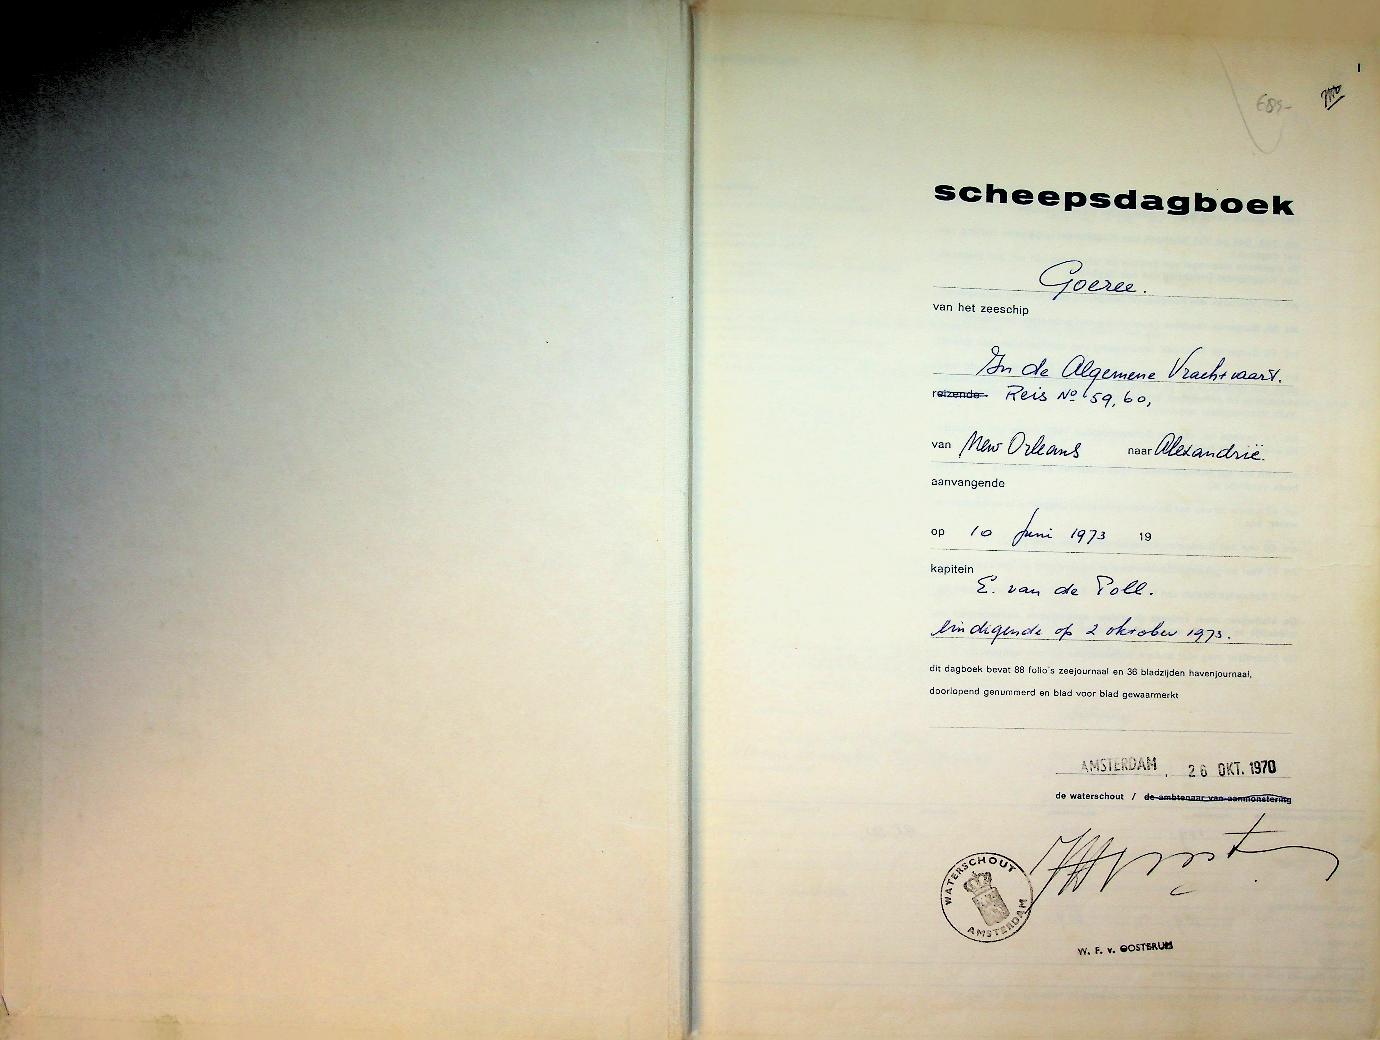 €89-
scheepsdagboek
Goeree.
van het zeeschip
In de Algemene Vrachtvaart.
reizende Reis No 59, 60,
van New Orleans naar Alexandrië.
aanvangende
op 10 Juni 1973 19
kapitein
E. van de Poll.
Eindigende op 2 oktober 1973.
dit dagboek bevat 88 folio's zeejournaal en 36 bladzijden havenjournaal,
doorlopend genummerd en blad voor blad gewaarmerkt
AMSTERDAM, 26 OKT. 1970
de waterschout / de ambtenaar van aanmonstering
WATERSCHOUT
AMSTERDAM
W. F. v. OOSTERUM